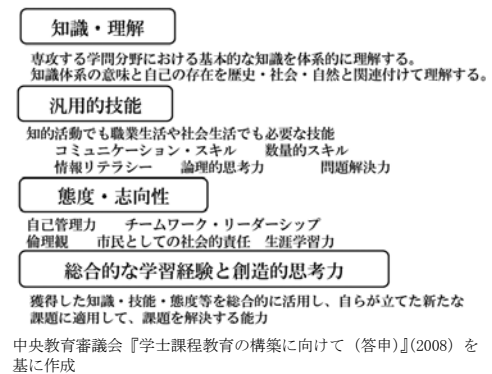 知識・理解
専攻する学問分野における基本的な知識を体系的に理解する。
知識体系の意味と自己の存在を歴史・社会・自然と関連付けて理解する。
汎用的技能
知的活動でも職業生活や社会生活でも必要な技能
コミュニケーション・スキル　数量的スキル
情報リテラシー　論理的思考力　問題解決力
態度・志向性
自己管理力　チームワーク・リーダーシップ
倫理観　市民としての社会的責任　生涯学習力
総合的な学習経験と創造的思考力
獲得した知識・技能・態度等を総合的に活用し、自らが立てた新たな
課題に適用して、課題を解決する能力
中央教育審議会『学士課程教育の構築に向けて（答申）』（2008）を
基に作成